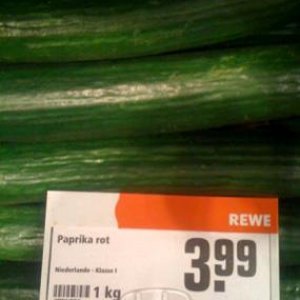 REWE
Paprika rot
3.99
Niederlande - Klasse I
1 kg